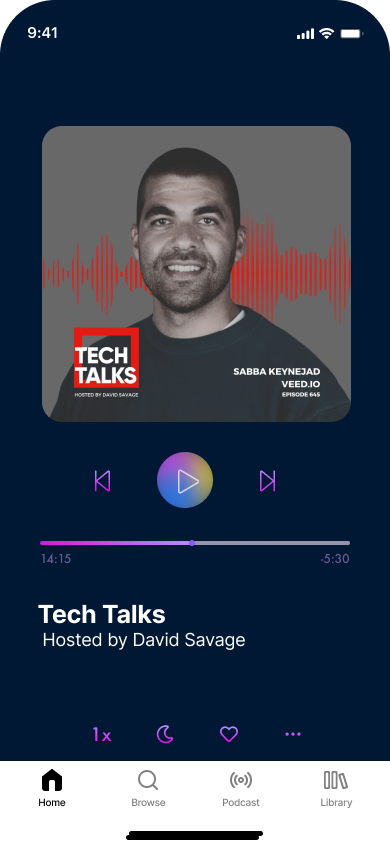 9:41
TECH
TALKS
HOSTED BY DAVID SAVAGE
SABBA KEYNEJAD
VEED.IO
EPISODE 645
14:15
-5:30
Tech Talks
Hosted by David Savage
1x
Home
Browse
Podcast
Library